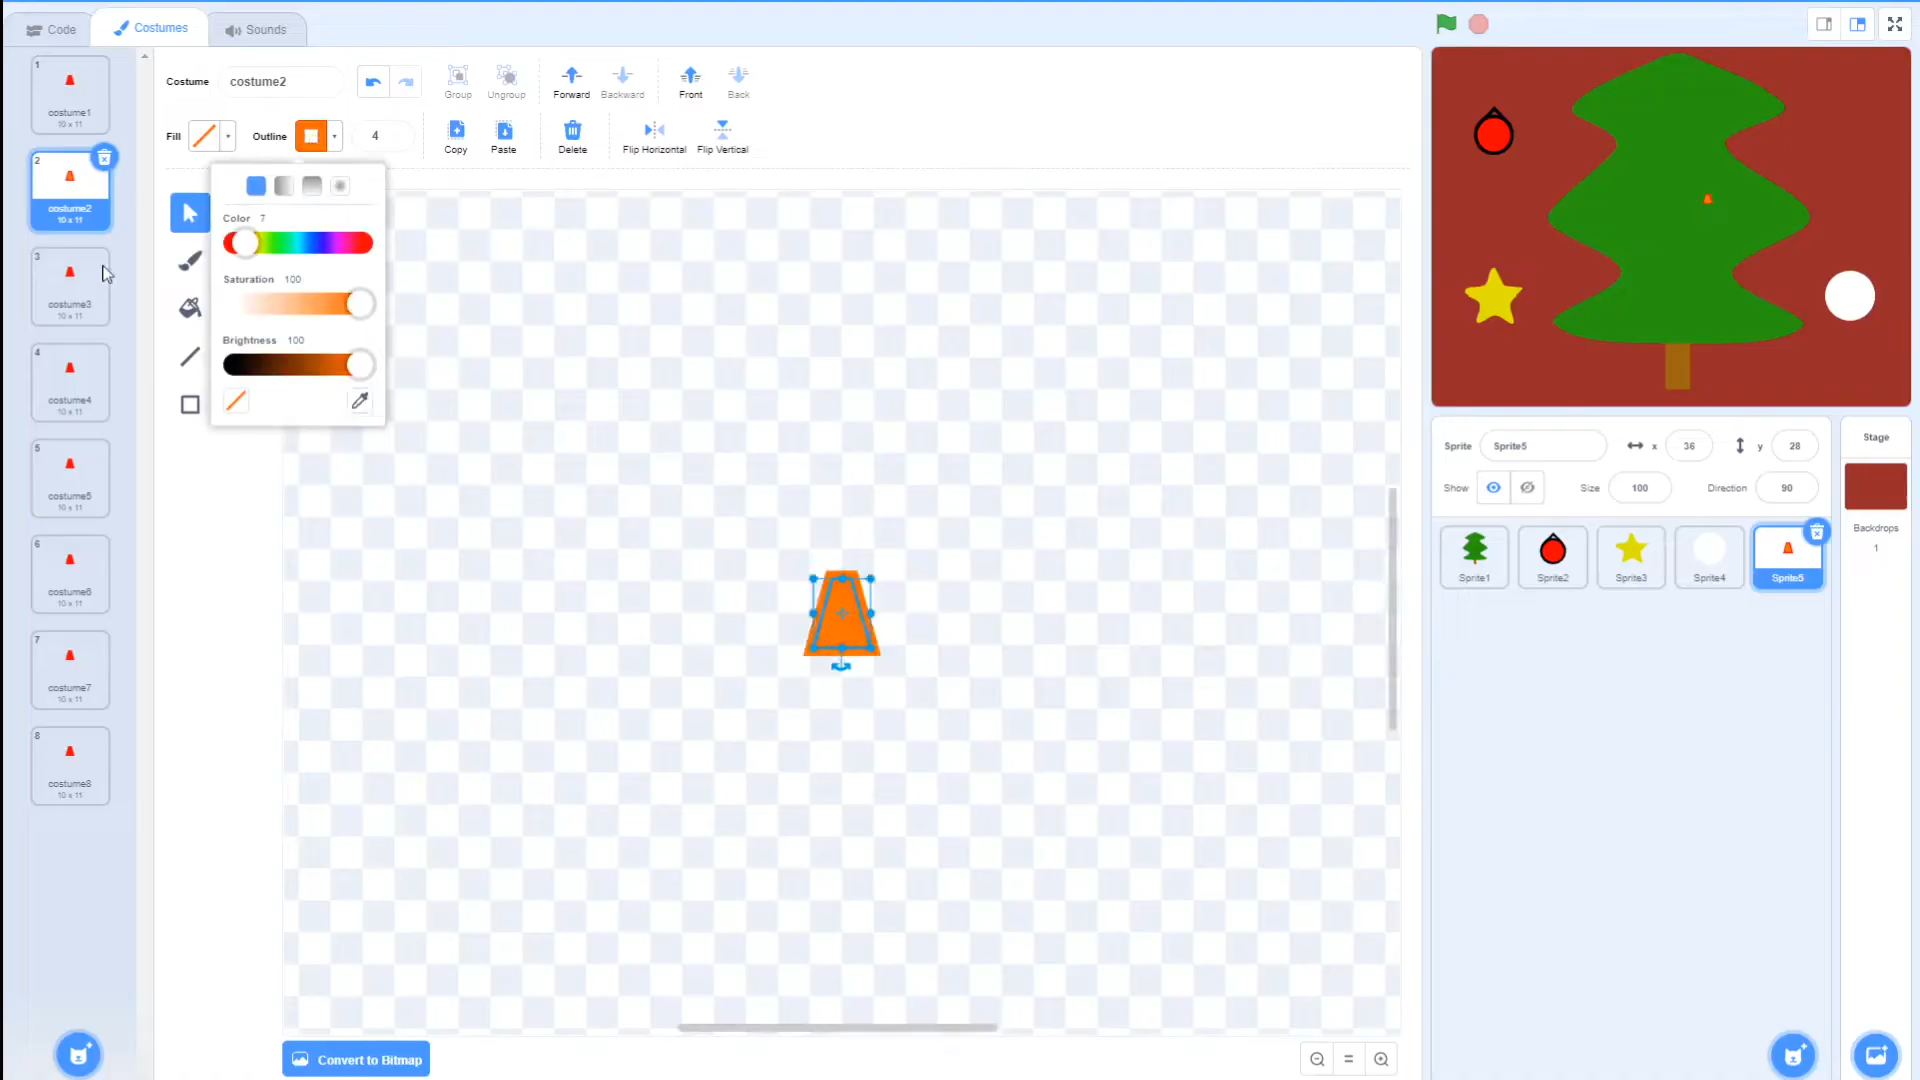 Code
Costumes
Sounds
Costume
costume2
Group
Ungroup
Forward
Backward
Front
Back
Fill
Outline
4
Copy
Paste
Delete
Flip Horizontal
Flip Vertical
1
costume1
10 x 11
2
costume2
10 x 11
3
costume3
10 x 11
4
costume4
10 x 11
5
costume5
10 x 11
6
costume6
10 x 11
7
costume7
10 x 11
8
costume8
10 x 11
Color 7
Saturation 100
Brightness 100
Convert to Bitmap
Sprite
Sprite5
x
36
y
28
Show
Size
100
Direction
90
Sprite1
Sprite2
Sprite3
Sprite4
Sprite5
Stage
Backdrops
1